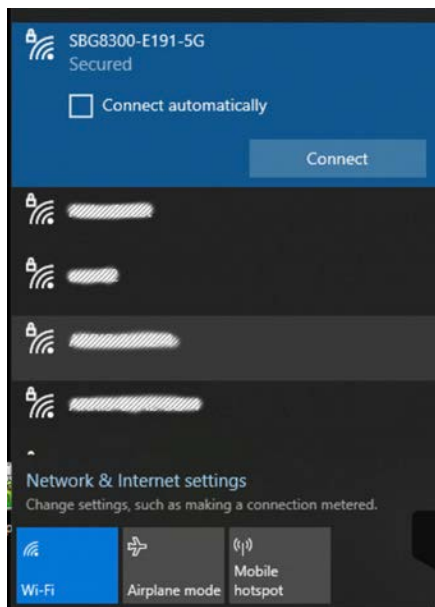 SBG8300-E191-5G
Secured
Connect automatically
Connect
Network & Internet settings
Change settings, such as making a connection metered.
Wi-Fi
Airplane mode
Mobile
hotspot